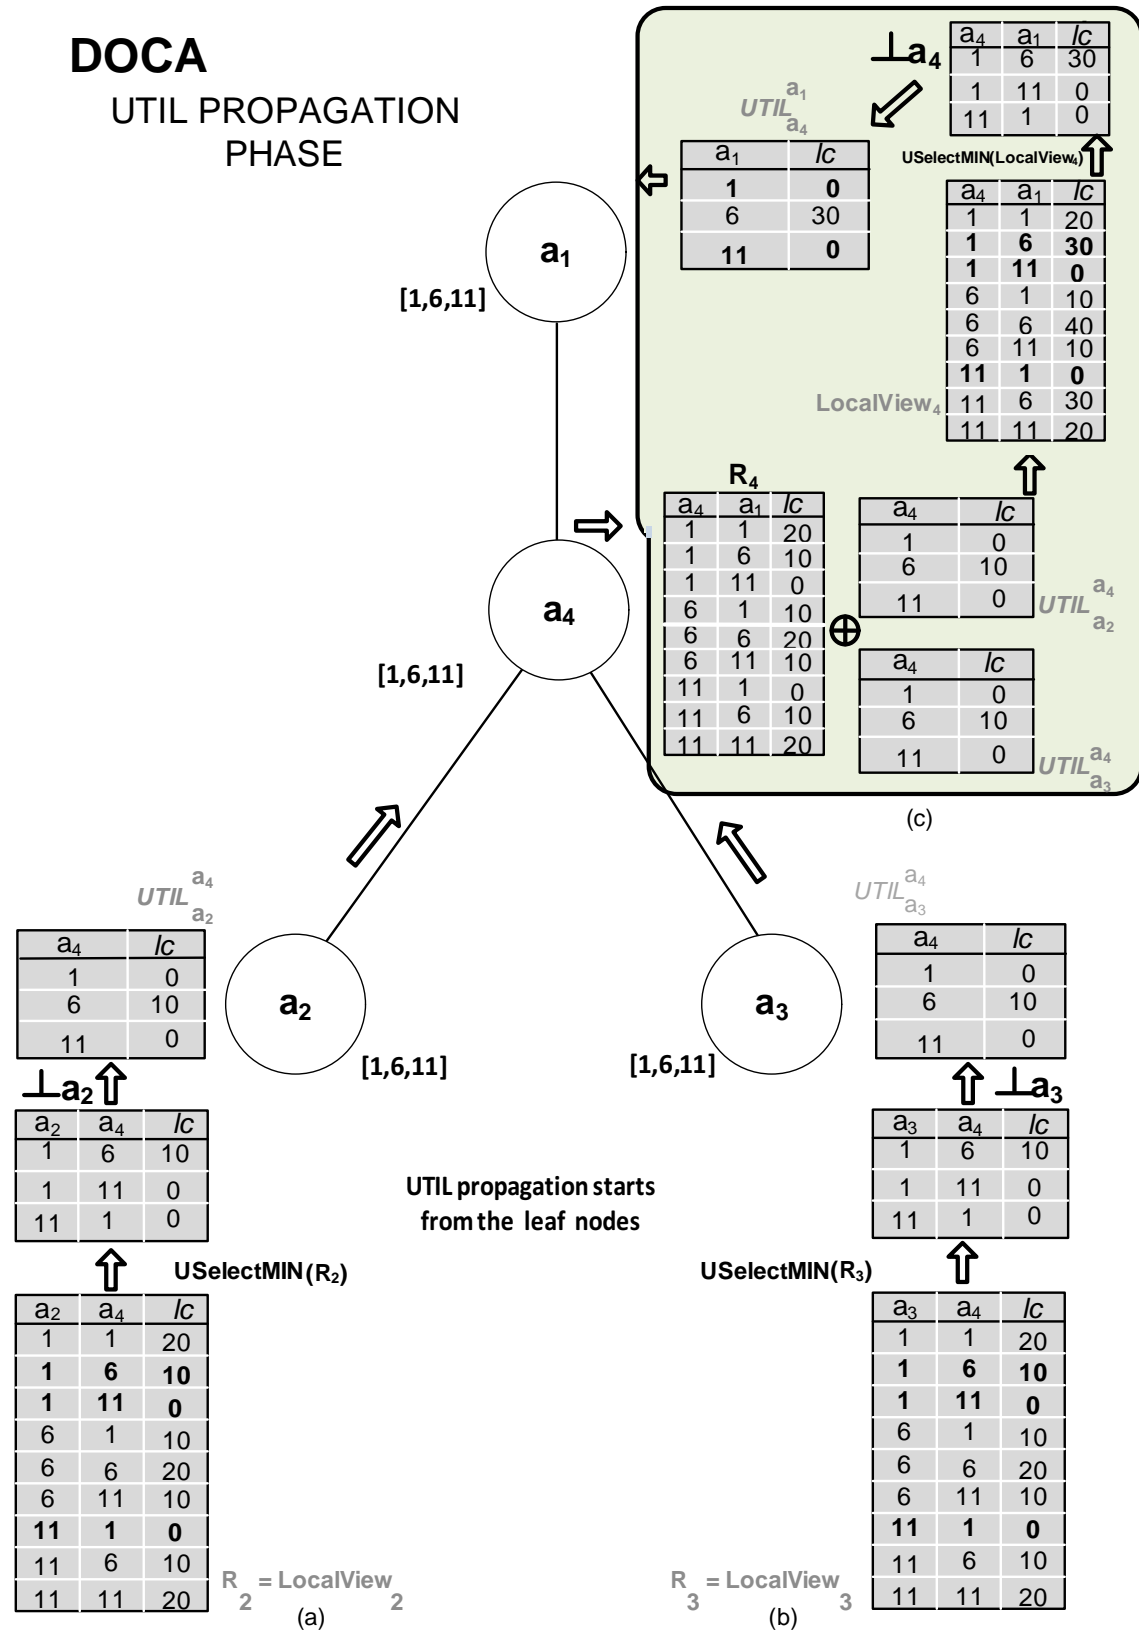 DOCA
UTIL PROPAGATION
PHASE
⊥a₄
a₄ a₁ lc
1 6 30
1 11 0
11 1 0
UTIL a₁ a₄
a₁ lc
1 0
6 30
11 0
USelectMIN(LocalView₄)
a₄ a₁ lc
1 1 20
1 6 30
1 11 0
6 1 10
6 6 40
6 11 10
11 1 0
11 6 30
11 11 20
LocalView₄
a₁
[1,6,11]
R₄
a₄ a₁ lc
1 1 20
1 6 10
1 11 0
6 1 10
6 6 20
6 11 10
11 1 0
11 6 10
11 11 20
⊕
a₄ lc
1 0
6 10
11 0
UTIL a₄ a₂
a₄ lc
1 0
6 10
11 0
UTIL a₄ a₃
(c)
a₄
[1,6,11]
UTIL a₄ a₂
a₄ lc
1 0
6 10
11 0
a₂
[1,6,11]
a₃
[1,6,11]
UTIL a₄ a₃
a₄ lc
1 0
6 10
11 0
⊥a₂
a₂ a₄ lc
1 6 10
1 11 0
11 1 0
⊥a₃
a₃ a₄ lc
1 6 10
1 11 0
11 1 0
UTIL propagation starts
from the leaf nodes
USelectMIN(R₂)
a₂ a₄ lc
1 1 20
1 6 10
1 11 0
6 1 10
6 6 20
6 11 10
11 1 0
11 6 10
11 11 20
R₂ = LocalView₂
(a)
USelectMIN(R₃)
a₃ a₄ lc
1 1 20
1 6 10
1 11 0
6 1 10
6 6 20
6 11 10
11 1 0
11 6 10
11 11 20
R₃ = LocalView₃
(b)